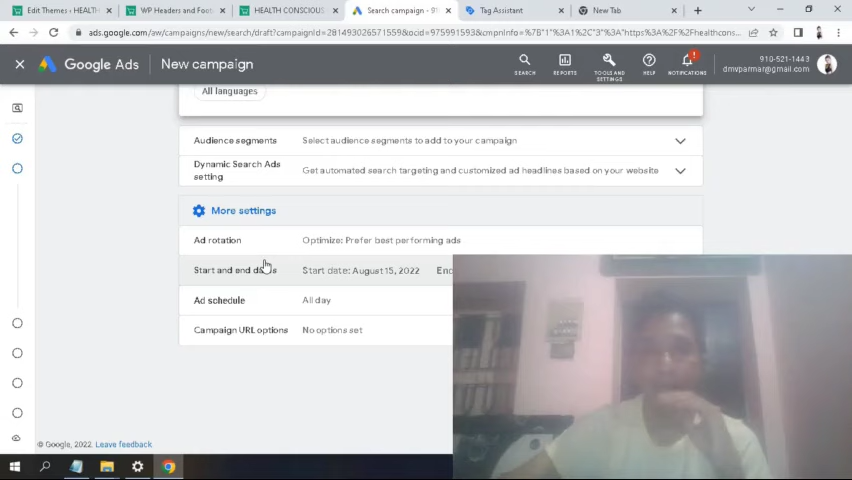 Edit Themes ‹ HEALTH
WP Headers and Foot
HEALTH CONSCIOUS
Search campaign - 91
Tag Assistant
New Tab
ads.google.com/aw/campaigns/new/search/draft?campaignId=281493026571559&ocid=975991593&cmpnInfo=%7B"1"%3A1%2C"3"%3A"https%3A%2F%2Fhealthcons...
Google Ads
New campaign
SEARCH
REPORTS
TOOLS AND SETTINGS
HELP
NOTIFICATIONS
910-521-1443
dmvparmar@gmail.com
All languages
Audience segments
Select audience segments to add to your campaign
Dynamic Search Ads setting
Get automated search targeting and customized ad headlines based on your website
More settings
Ad rotation
Optimize: Prefer best performing ads
Start and end
Start date: August 15, 2022
Ad schedule
All day
Campaign URL options
No options set
© Google, 2022.
Leave feedback